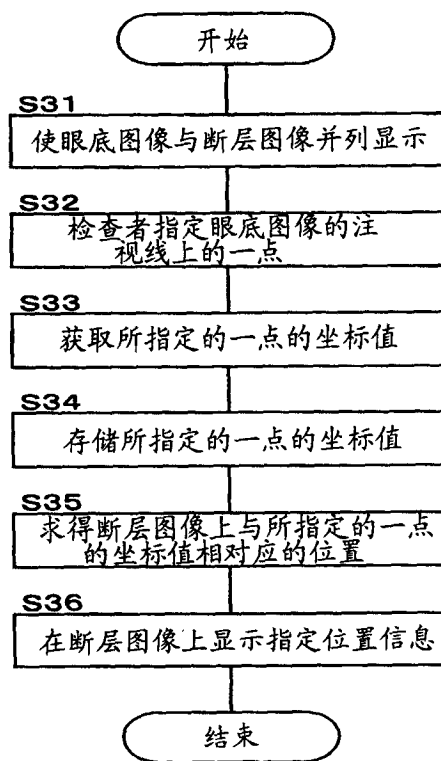 开始
S31
使眼底图像与断层图像并列显示
S32
检查者指定眼底图像的注
视线上的一点
S33
获取所指定的一点的坐标值
S34
存储所指定的一点的坐标值
S35
求得断层图像上与所指定的一点
的坐标值相对应的位置
S36
在断层图像上显示指定位置信息
结束